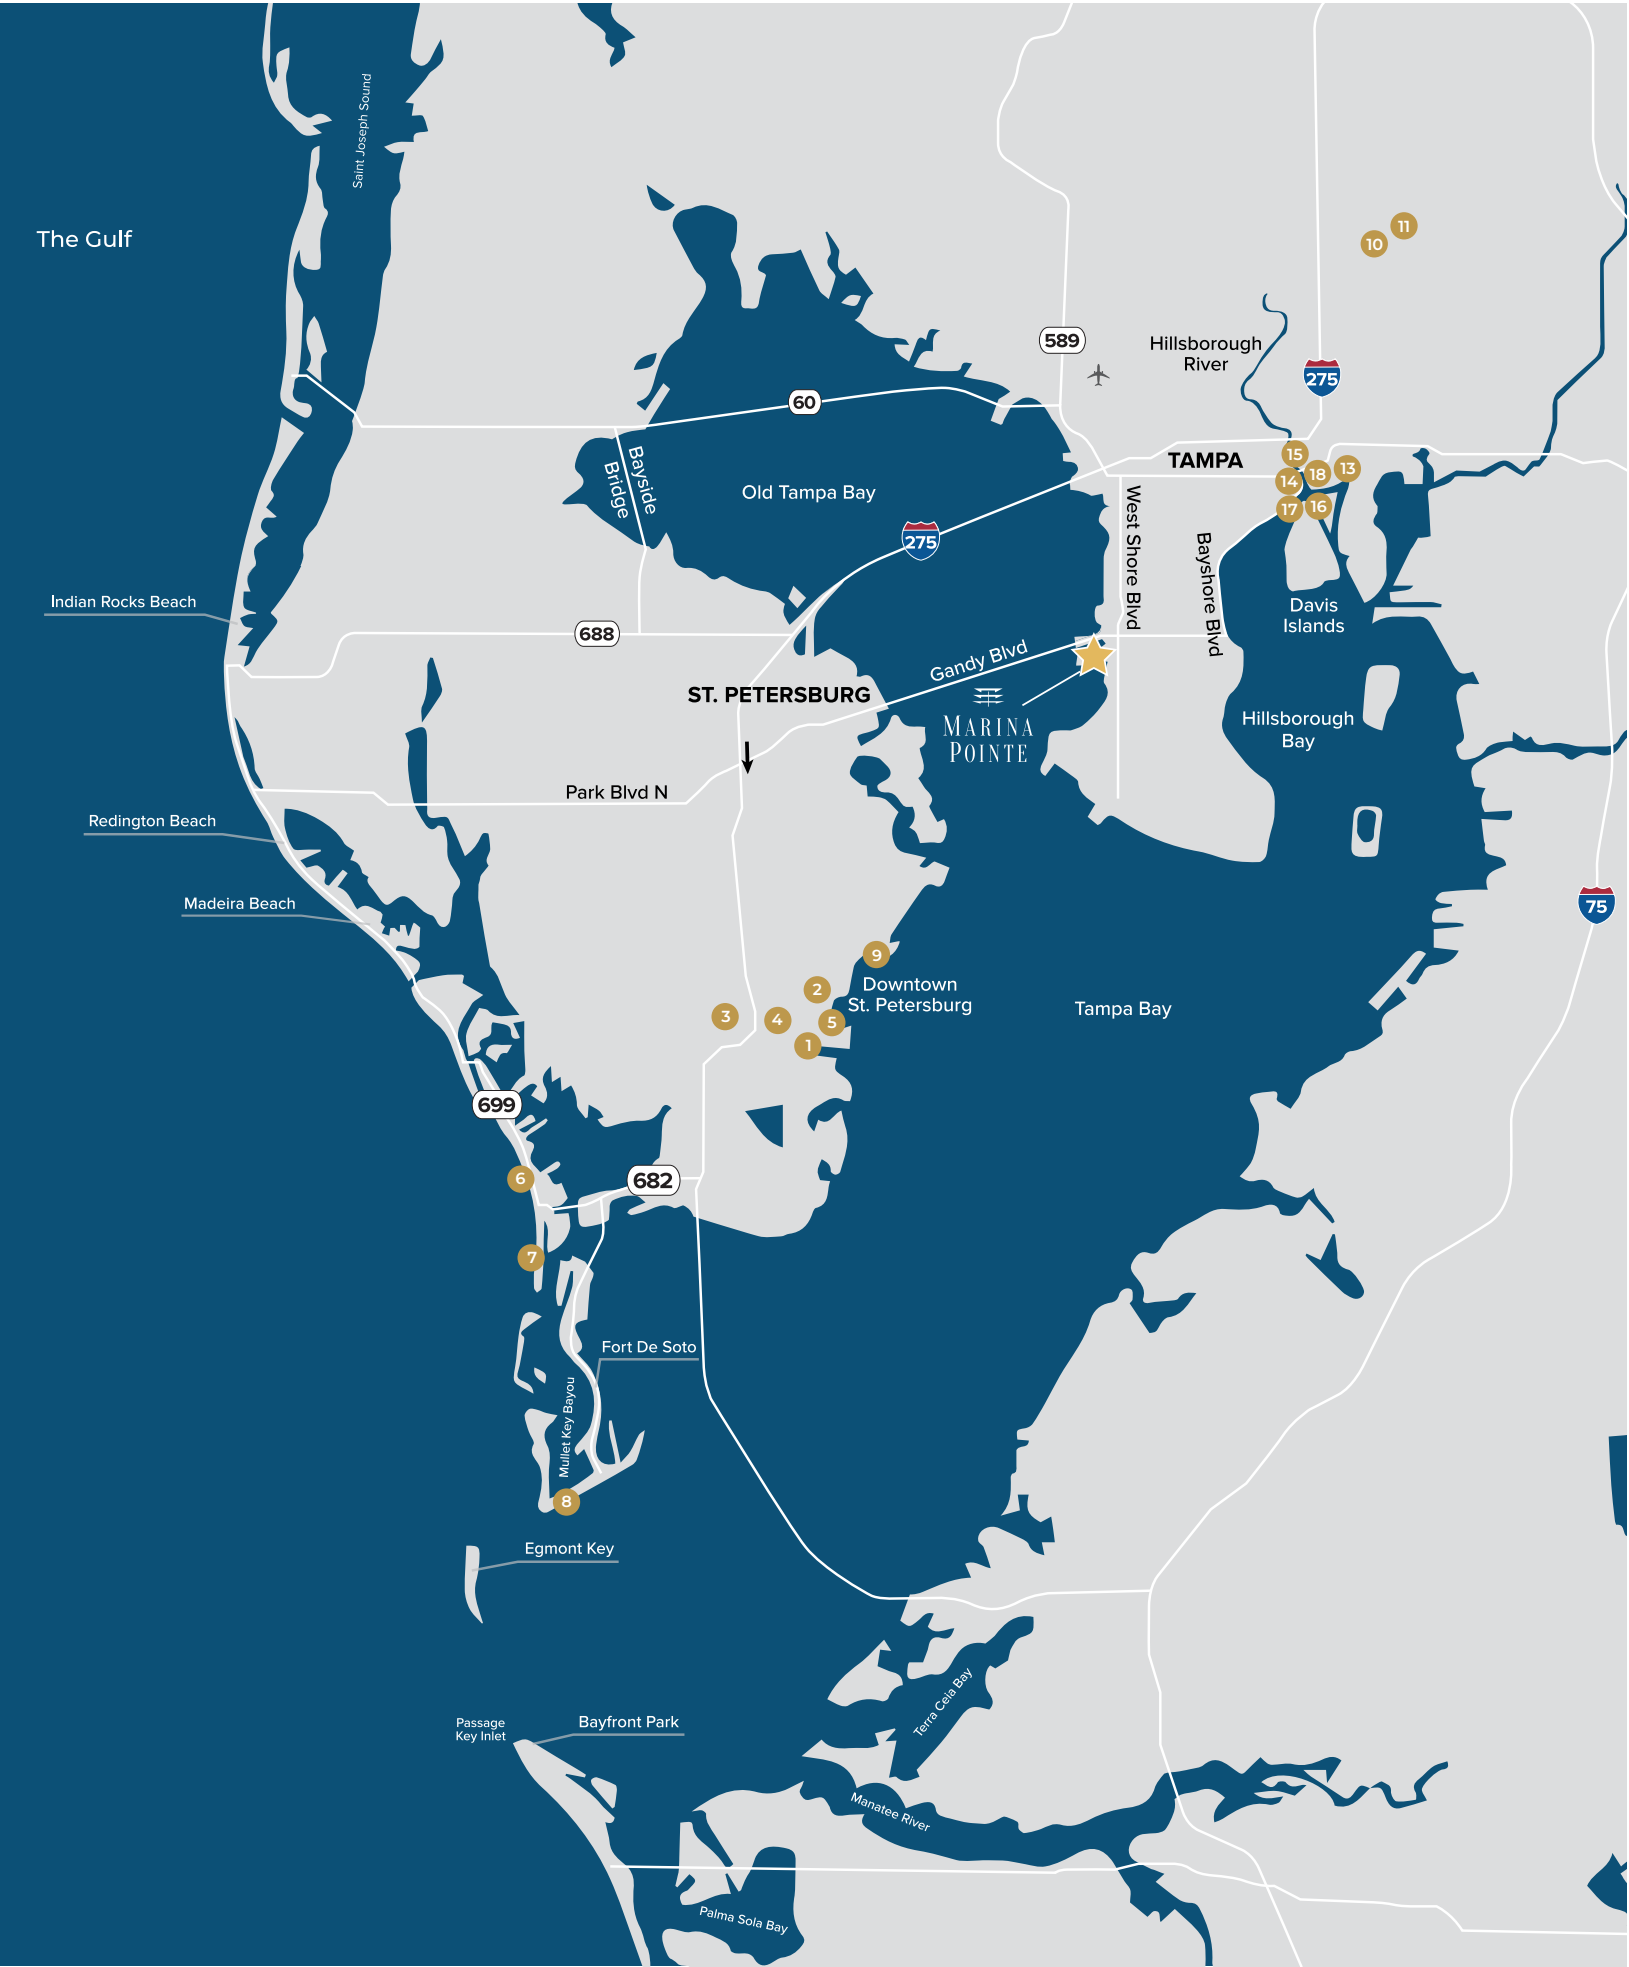 Saint Joseph Sound
The Gulf
11
10
589
Hillsborough
River
275
60
TAMPA
15
18
13
14
17
16
Bayside
Bridge
Old Tampa Bay
275
West Shore Blvd
Bayshore Blvd
Indian Rocks Beach
Davis
Islands
688
Gandy Blvd
ST. PETERSBURG
MARINA
POINTE
Hillsborough
Bay
Park Blvd N
Redington Beach
Madeira Beach
75
9
2
Downtown
St. Petersburg
Tampa Bay
3
4
5
1
699
6
682
7
Fort De Soto
Mullet Key Bayou
8
Egmont Key
Terra Ceia Bay
Passage
Key Inlet
Bayfront Park
Manatee River
Palma Sola Bay